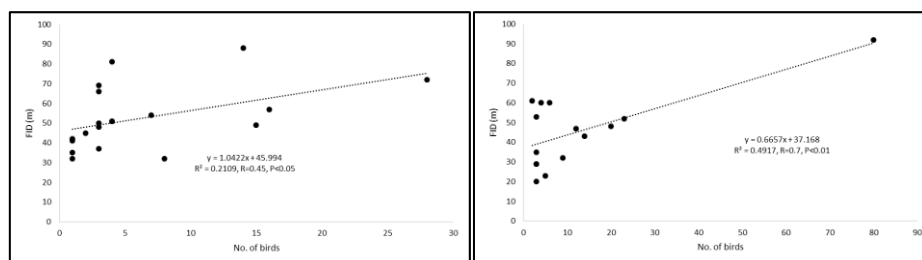 100
90
80
70
60
50
40
30
20
10
0
FID (m)
y = 1.0422x + 45.994
R² = 0.2109, R=0.45, P<0.05
0 5 10 15 20 25 30
No. of birds
100
90
80
70
60
50
40
30
20
10
0
FID (m)
y = 0.6657x + 37.168
R² = 0.4917, R=0.7, P<0.01
0 10 20 30 40 50 60 70 80 90
No. of birds